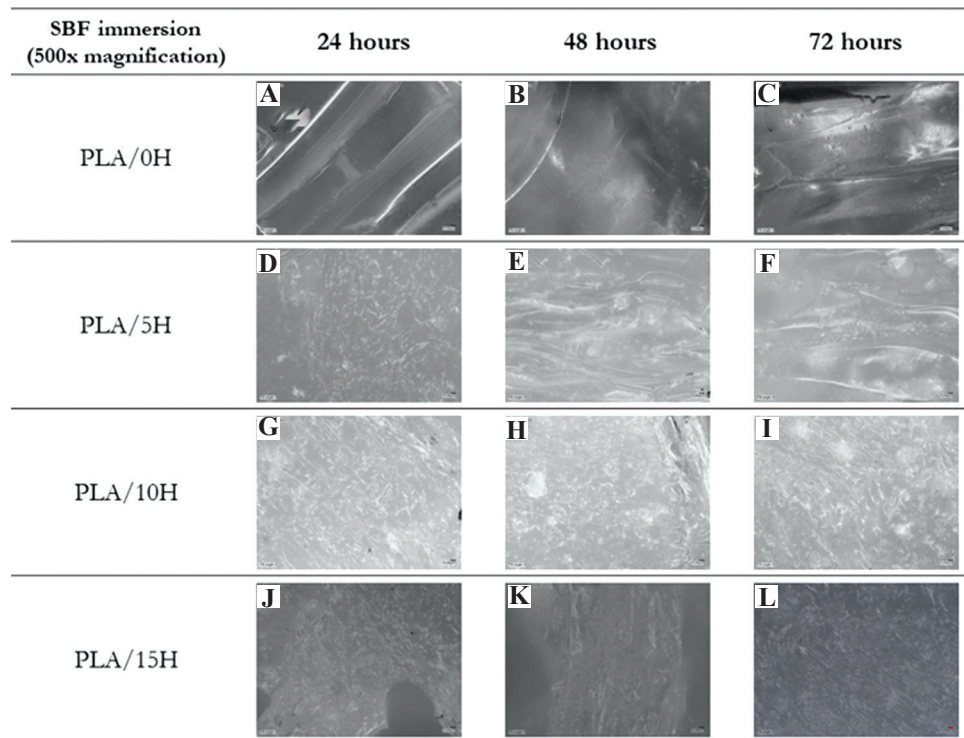 SBF immersion
(500x magnification)
24 hours
48 hours
72 hours
PLA/0H
A
B
C
PLA/5H
D
E
F
PLA/10H
G
H
I
PLA/15H
J
K
L